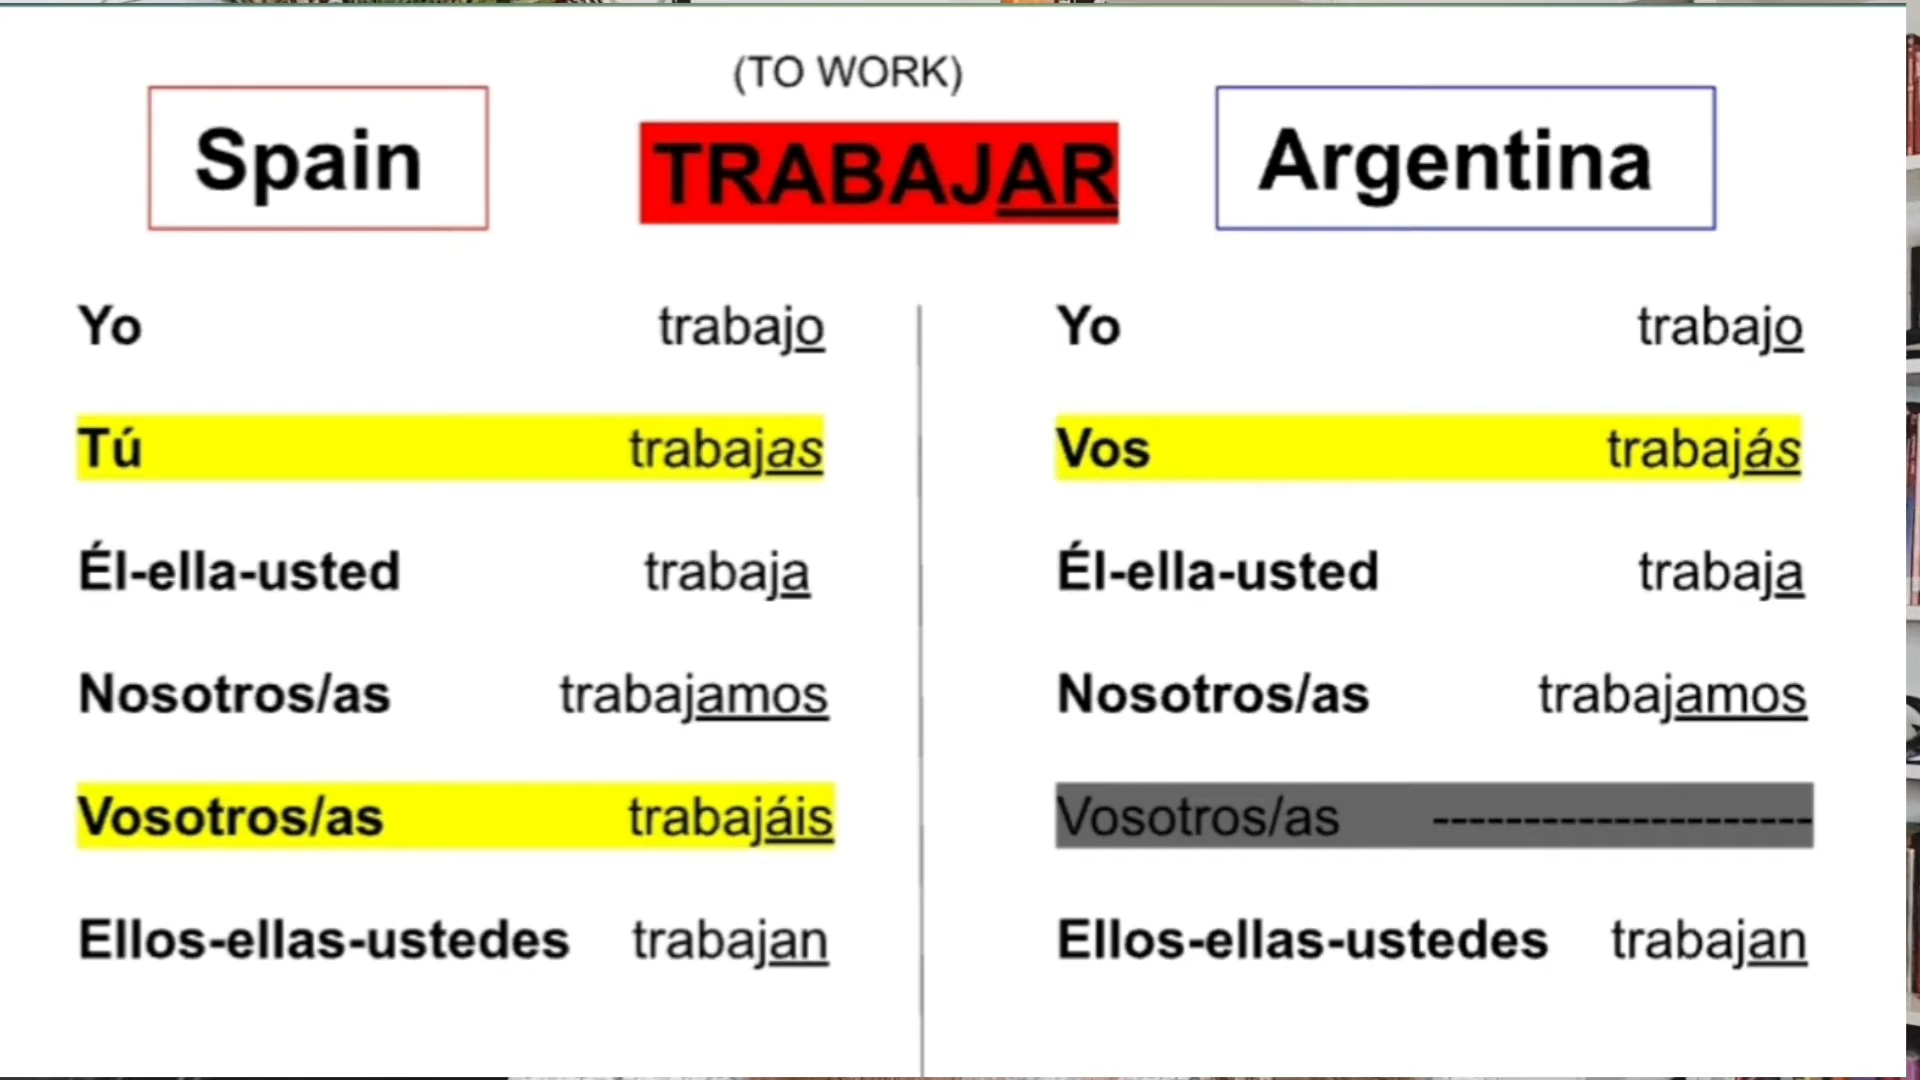 (TO WORK)
Spain
TRABAJAR
Argentina
Yo trabajo
Tú trabajas
Él-ella-usted trabaja
Nosotros/as trabajamos
Vosotros/as trabajáis
Ellos-ellas-ustedes trabajan
Yo trabajo
Vos trabajás
Él-ella-usted trabaja
Nosotros/as trabajamos
Vosotros/as ----------------------
Ellos-ellas-ustedes trabajan